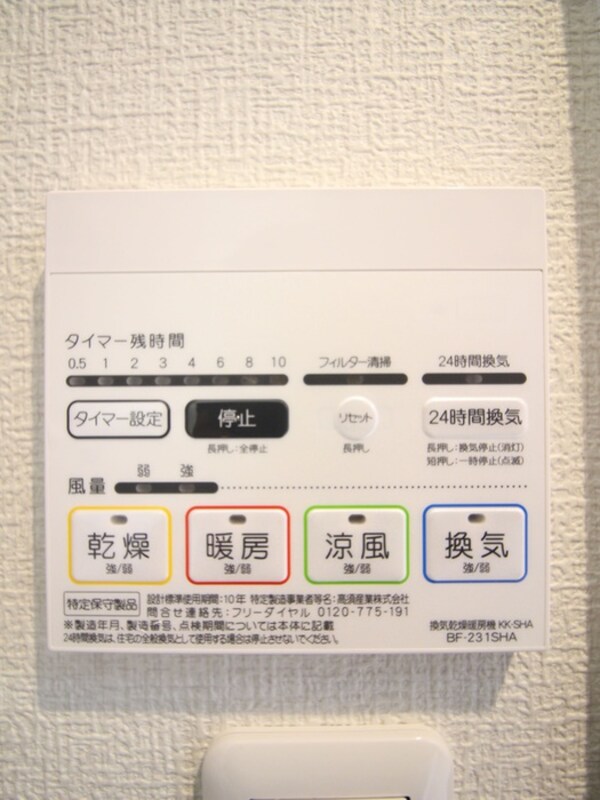 タイマー残時間
0.5 1 2 3 4 6 8 10 フィルター清掃 24時間換気
タイマー設定 停止 リセット 24時間換気
長押し:全停止 長押し 長押し:換気停止(消灯)
短押し:一時停止(点滅)
弱 強
風量
乾燥 暖房 涼風 換気
強/弱 強/弱 強/弱 強/弱
特定保守製品 設計標準使用期間:10年 特定製造事業者等名:高須産業株式会社
問合せ連絡先:フリーダイヤル 0120-775-191
※製造年月、製造番号、点検期間については本体に記載
24時間換気は、住宅の全般換気として使用する場合は停止させないでください。
換気乾燥暖房機 KK-SHA
BF-231SHA